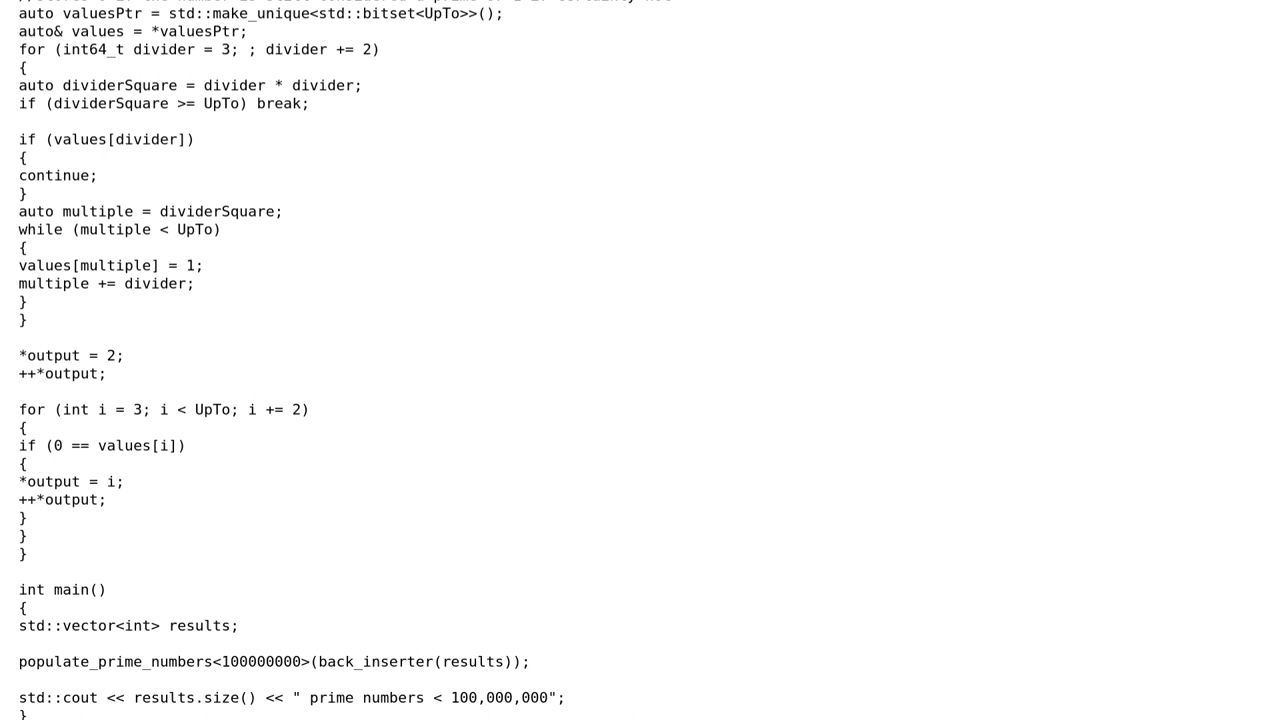 auto valuesPtr = std::make_unique<std::bitset<UpTo>>();
auto& values = *valuesPtr;
for (int64_t divider = 3; ; divider += 2)
{
auto dividerSquare = divider * divider;
if (dividerSquare >= UpTo) break;

if (values[divider])
{
continue;
}
auto multiple = dividerSquare;
while (multiple < UpTo)
{
values[multiple] = 1;
multiple += divider;
}
}

*output = 2;
++*output;

for (int i = 3; i < UpTo; i += 2)
{
if (0 == values[i])
{
*output = i;
++*output;
}
}
}

int main()
{
std::vector<int> results;

populate_prime_numbers<100000000>(back_inserter(results));

std::cout << results.size() << " prime numbers < 100,000,000";
}